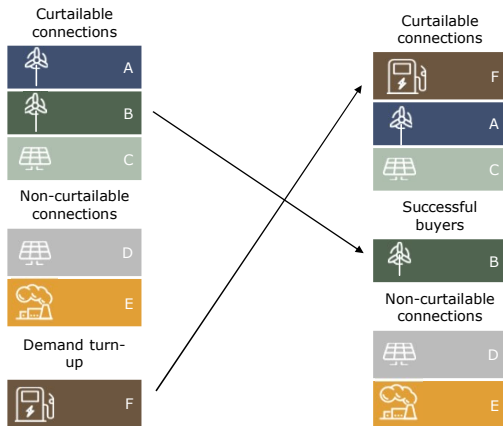 Curtailable
connections
A
B
C
Non-curtailable
connections
D
E
Demand turn-
up
F
Curtailable
connections
F
A
C
Successful
buyers
B
Non-curtailable
connections
D
E